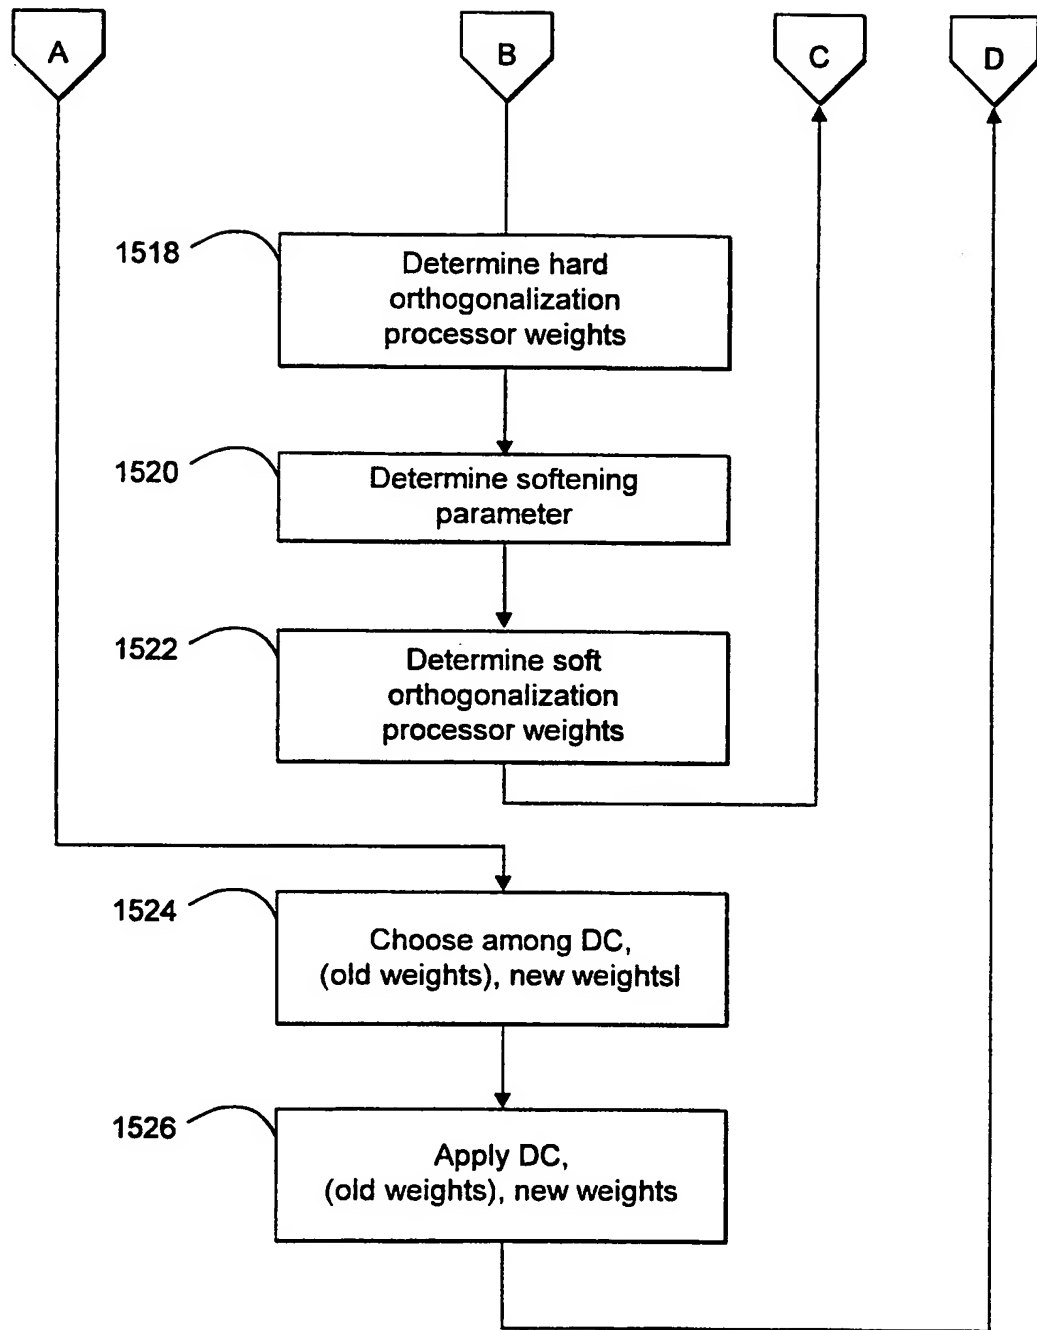 A
B
C
D
1518
Determine hard
orthogonalization
processor weights
1520
Determine softening
parameter
1522
Determine soft
orthogonalization
processor weights
1524
Choose among DC,
(old weights), new weightsl
1526
Apply DC,
(old weights), new weights